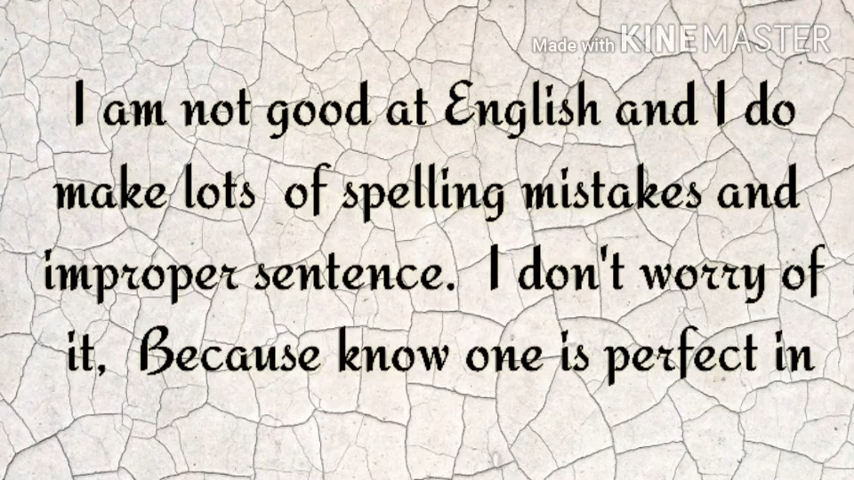 Made with KINEMASTER
I am not good at English and I do
make lots of spelling mistakes and
improper sentence. I don't worry of
it, Because know one is perfect in